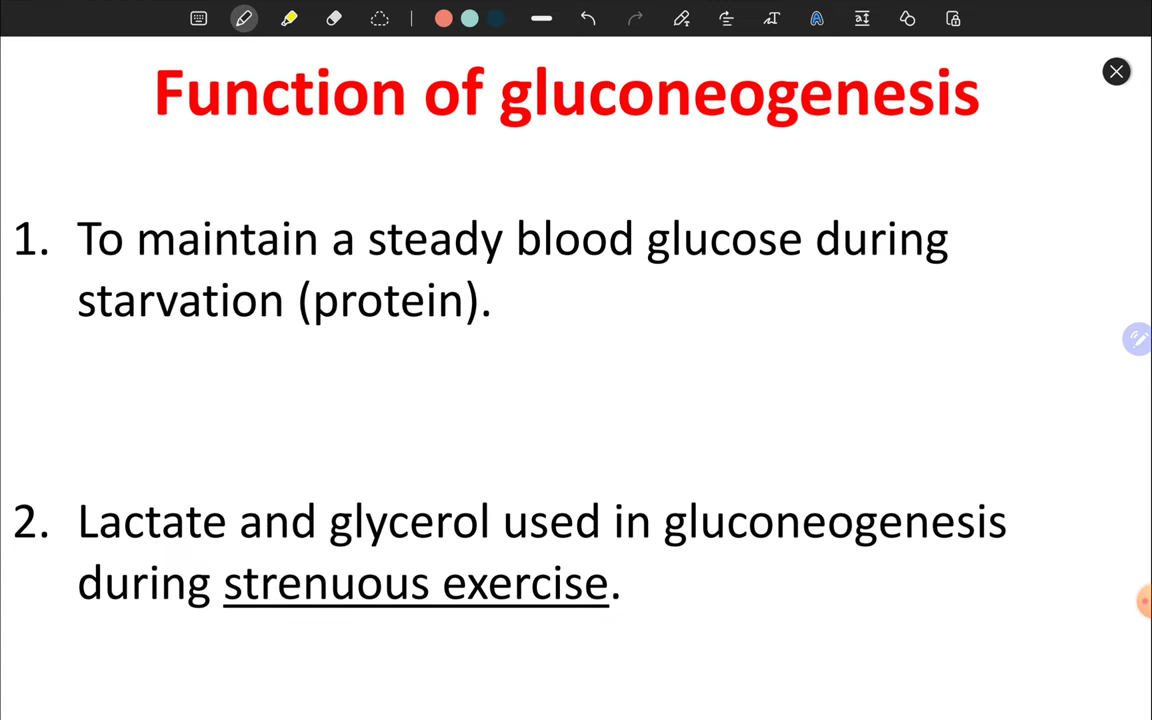 Function of gluconeogenesis
1. To maintain a steady blood glucose during
starvation (protein).
2. Lactate and glycerol used in gluconeogenesis
during strenuous exercise.